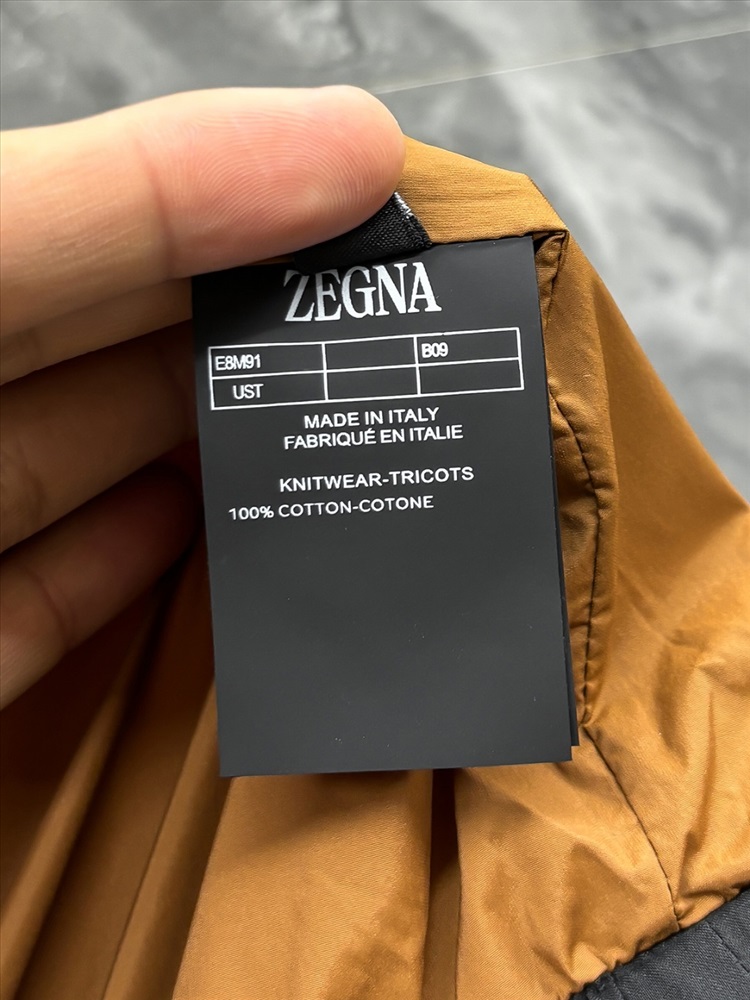 ZEGNA
E8M91 B09
UST
MADE IN ITALY
FABRIQUÉ EN ITALIE
KNITWEAR-TRICOTS
100% COTTON-COTONE